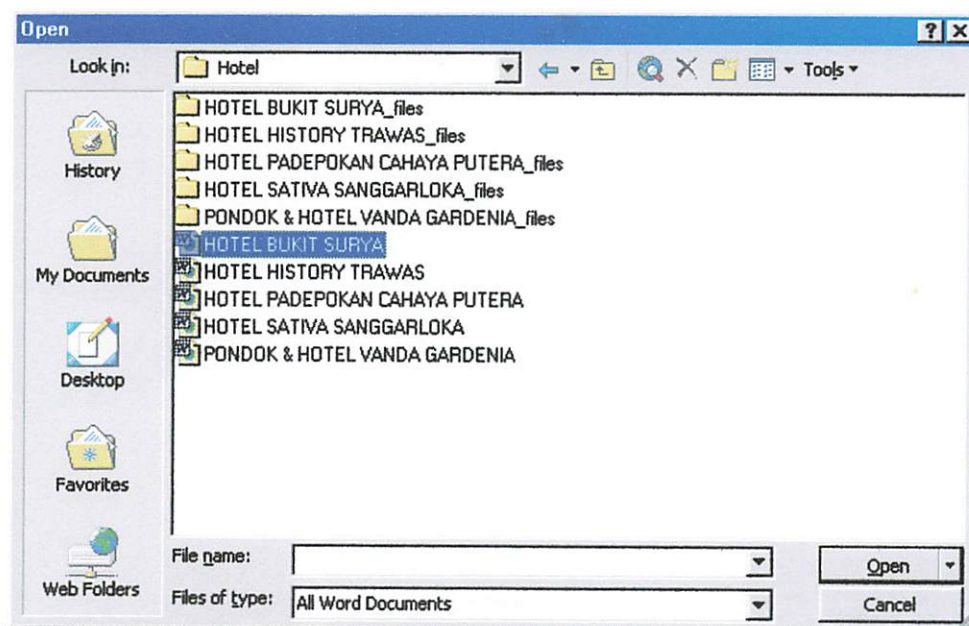 Open
Look in:
Hotel
Tools
History
My Documents
Desktop
Favorites
Web Folders
HOTEL BUKIT SURYA_files
HOTEL HISTORY TRAWAS_files
HOTEL PADEPOKAN CAHAYA PUTERA_files
HOTEL SATIVA SANGGARLOKA_files
PONDOK & HOTEL VANDA GARDENIA_files
HOTEL BUKIT SURYA
HOTEL HISTORY TRAWAS
HOTEL PADEPOKAN CAHAYA PUTERA
HOTEL SATIVA SANGGARLOKA
PONDOK & HOTEL VANDA GARDENIA
File name:
Open
Files of type:
All Word Documents
Cancel